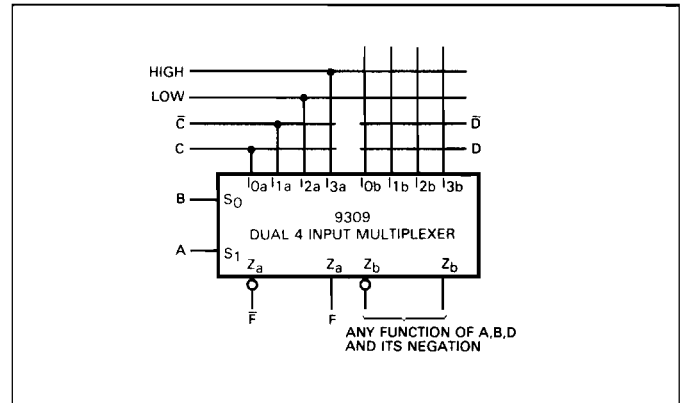 HIGH
LOW
C̅ D̅
C D
I0a I1a I2a I3a I0b I1b I2b I3b
B S0
9309
DUAL 4 INPUT MULTIPLEXER
A S1
Za Za Zb Zb
F̅ F
ANY FUNCTION OF A,B,D
AND ITS NEGATION